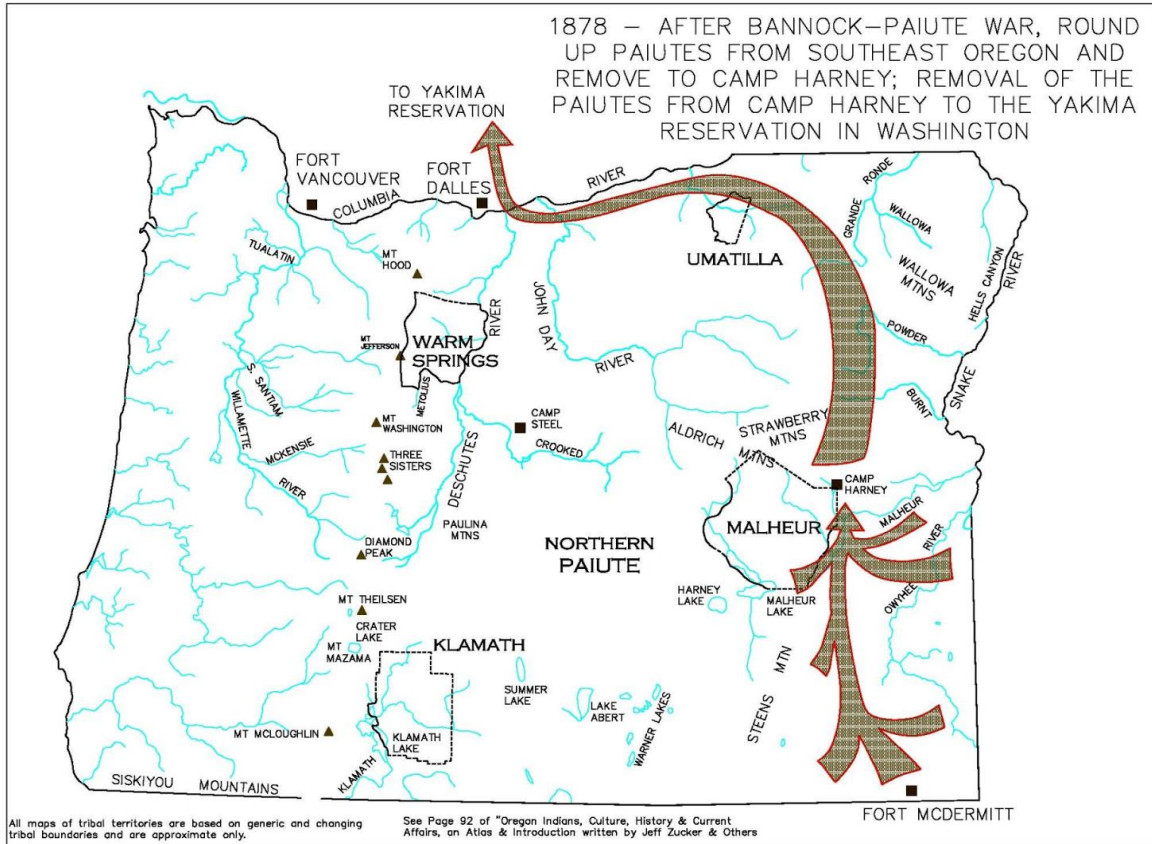 1878 – AFTER BANNOCK–PAIUTE WAR, ROUND
UP PAIUTES FROM SOUTHEAST OREGON AND
REMOVE TO CAMP HARNEY; REMOVAL OF THE
PAIUTES FROM CAMP HARNEY TO THE YAKIMA
RESERVATION IN WASHINGTON
TO YAKIMA
RESERVATION
FORT
VANCOUVER
COLUMBIA
FORT
DALLES
RIVER
GRANDE
RONDE
WALLOWA
WALLOWA
MTNS
HELLS CANYON
RIVER
SNAKE
TUALATIN
MT
HOOD
UMATILLA
RIVER
JOHN DAY
RIVER
POWDER
MT
JEFFERSON
WARM
SPRINGS
METOLIUS
S. SANTIAM
WILLAMETTE
MT
WASHINGTON
CAMP
STEEL
CROOKED
BURNT
STRAWBERRY
MTNS
ALDRICH
MTNS
MCKENSIE
THREE
SISTERS
RIVER
DESCHUTES
PAULINA
MTNS
CAMP
HARNEY
MALHEUR
MALHEUR
RIVER
DIAMOND
PEAK
NORTHERN
PAIUTE
HARNEY
LAKE
MALHEUR
LAKE
OWYHEE
MT THEILSEN
CRATER
LAKE
MT
MAZAMA
KLAMATH
SUMMER
LAKE
LAKE
ABERT
WARNER LAKES
STEENS MTN
MT MCLOUGHLIN
KLAMATH
LAKE
KLAMATH
SISKIYOU MOUNTAINS
FORT MCDERMITT
All maps of tribal territories are based on generic and changing
tribal boundaries and are approximate only.
See Page 92 of "Oregon Indians, Culture, History & Current
Affairs, an Atlas & Introduction written by Jeff Zucker & Others